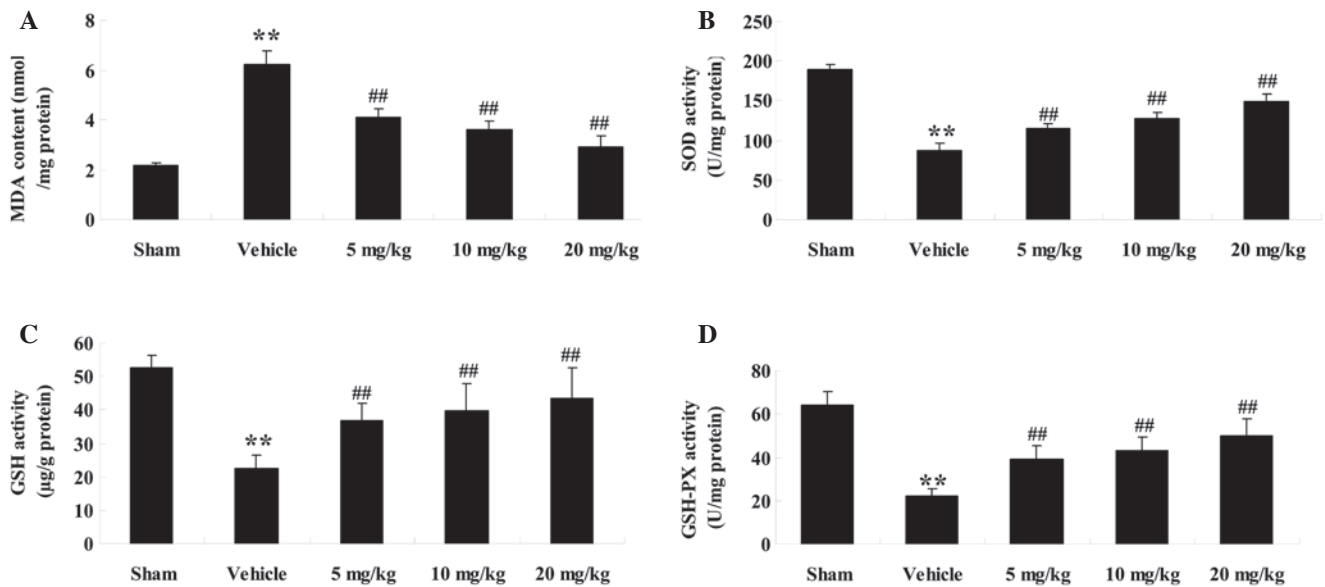 A
MDA content (nmol
/mg protein)
8
6
4
2
0
**
##
##
##
Sham Vehicle 5 mg/kg 10 mg/kg 20 mg/kg
B
SOD activity
(U/mg protein)
250
200
150
100
50
0
**
##
##
##
Sham Vehicle 5 mg/kg 10 mg/kg 20 mg/kg
C
GSH activity
(μg/g protein)
60
50
40
30
20
10
0
**
##
##
##
Sham Vehicle 5 mg/kg 10 mg/kg 20 mg/kg
D
GSH-PX activity
(U/mg protein)
80
60
40
20
0
**
##
##
##
Sham Vehicle 5 mg/kg 10 mg/kg 20 mg/kg